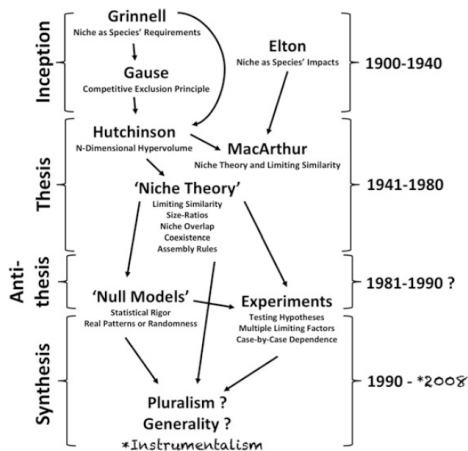 Inception
Grinnell
Niche as Species' Requirements
Elton
Niche as Species' Impacts
1900-1940
Gause
Competitive Exclusion Principle
Thesis
Hutchinson
N-Dimensional Hypervolume
MacArthur
Niche Theory and Limiting Similarity
'Niche Theory'
Limiting Similarity
Size-Ratios
Niche Overlap
Coexistence
Assembly Rules
1941-1980
Anti-
thesis
1981-1990 ?
'Null Models'
Statistical Rigor
Real Patterns or Randomness
Experiments
Testing Hypotheses
Multiple Limiting Factors
Case-by-Case Dependence
Synthesis
1990 - *2008
Pluralism ?
Generality ?
*Instrumentalism